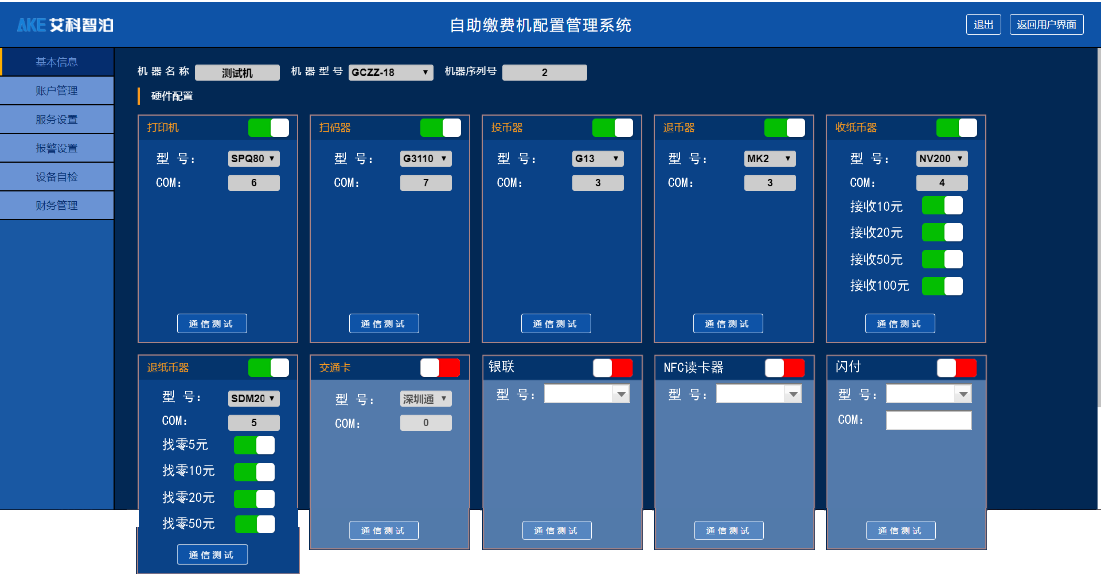 AKE 艾科智泊
自助缴费机配置管理系统
退出
返回用户界面
基本信息
账户管理
服务设置
报警设置
设备自检
财务管理
机器名称 测试机 机器型号 GCZZ-18 机器序列号 2
硬件配置
打印机
型 号: SPQ80
COM: 6
通信测试
扫码器
型 号: G3110
COM: 7
通信测试
投币器
型 号: G13
COM: 3
通信测试
退币器
型 号: MK2
COM: 3
通信测试
收纸币器
型 号: NV200
COM: 4
接收10元
接收20元
接收50元
接收100元
通信测试
退纸币器
型 号: SDM20
COM: 5
找零5元
找零10元
找零20元
找零50元
通信测试
交通卡
型 号: 深圳通
COM: 0
通信测试
银联
型 号:
通信测试
NFC读卡器
型 号:
通信测试
闪付
型 号:
COM:
通信测试